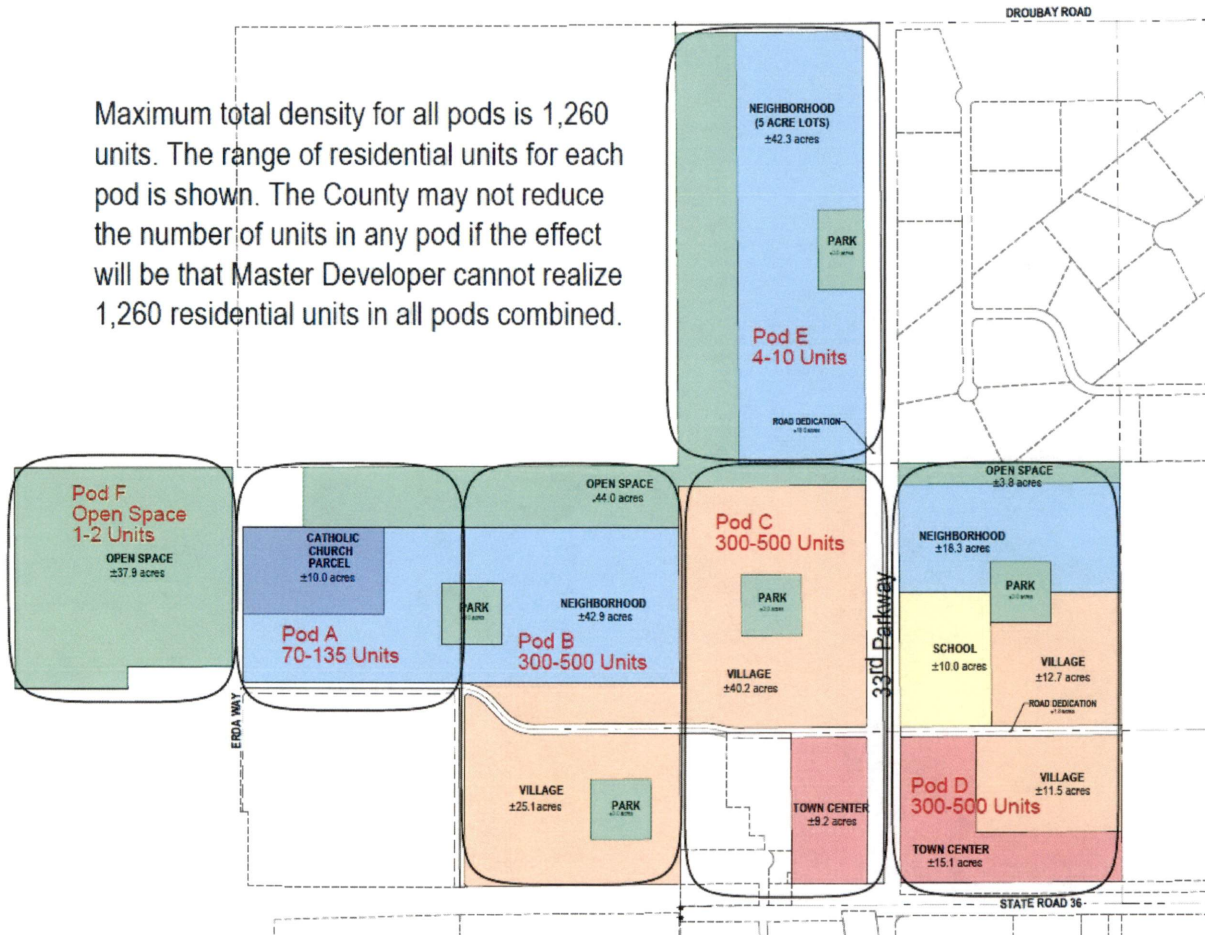 DROUBAY ROAD
Maximum total density for all pods is 1,260
units. The range of residential units for each
pod is shown. The County may not reduce
the number of units in any pod if the effect
will be that Master Developer cannot realize
1,260 residential units in all pods combined.
NEIGHBORHOOD
(5 ACRE LOTS)
±42.3 acres
PARK
Pod E
4-10 Units
ROAD DEDICATION
Pod F
Open Space
1-2 Units
OPEN SPACE
±37.9 acres
CATHOLIC
CHURCH
PARCEL
±10.0 acres
Pod A
70-135 Units
PARK
OPEN SPACE
44.0 acres
NEIGHBORHOOD
±42.9 acres
Pod B
300-500 Units
Pod C
300-500 Units
PARK
VILLAGE
±40.2 acres
33rd Parkway
OPEN SPACE
±3.8 acres
NEIGHBORHOOD
±18.3 acres
PARK
SCHOOL
±10.0 acres
VILLAGE
±12.7 acres
ROAD DEDICATION
ERDA WAY
VILLAGE
±25.1 acres
PARK
TOWN CENTER
±9.2 acres
Pod D
300-500 Units
VILLAGE
±11.5 acres
TOWN CENTER
±15.1 acres
STATE ROAD 36